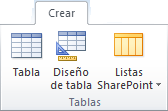 Crear
Tabla
Diseño
de tabla
Listas
SharePoint
Tablas